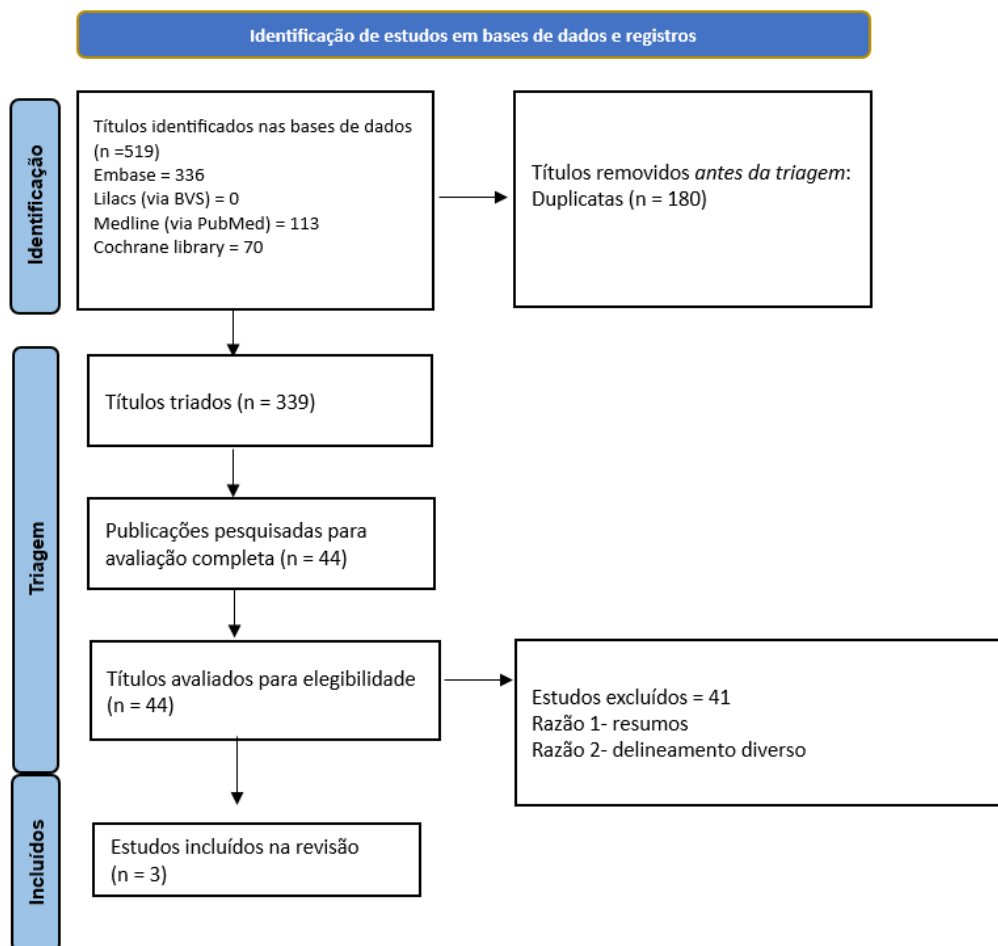 Identificação de estudos em bases de dados e registros
Identificação
Títulos identificados nas bases de dados
(n =519)
Embase = 336
Lilacs (via BVS) = 0
Medline (via PubMed) = 113
Cochrane library = 70
Títulos removidos antes da triagem:
Duplicatas (n = 180)
Triagem
Títulos triados (n = 339)
Publicações pesquisadas para
avaliação completa (n = 44)
Títulos avaliados para elegibilidade
(n = 44)
Estudos excluídos = 41
Razão 1- resumos
Razão 2- delineamento diverso
Incluídos
Estudos incluídos na revisão
(n = 3)